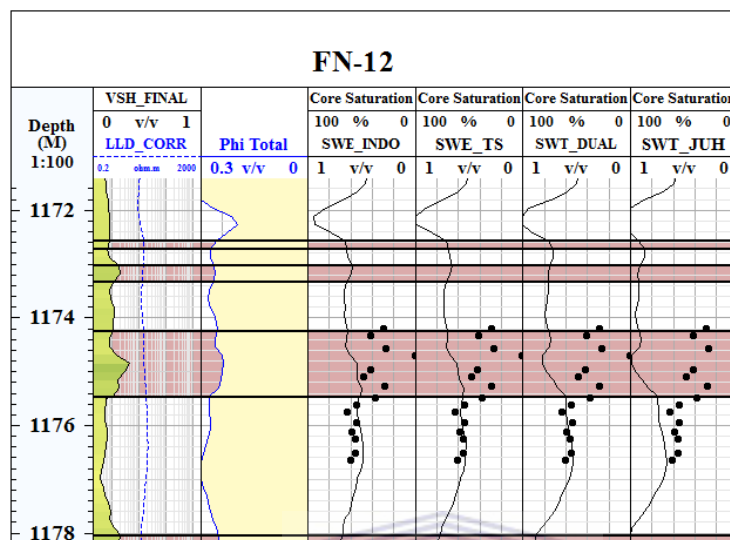 FN-12
VSH_FINAL Core Saturation Core Saturation Core Saturation Core Saturation
0 v/v 1 100 % 0 100 % 0 100 % 0 100 % 0
Depth (M) 1:100 LLD_CORR Phi Total SWE_INDO SWE_TS SWT_DUAL SWT_JUH
0.2 ohm.m 2000 0.3 v/v 0 1 v/v 0 1 v/v 0 1 v/v 0 1 v/v 0
1172
1174
1176
1178